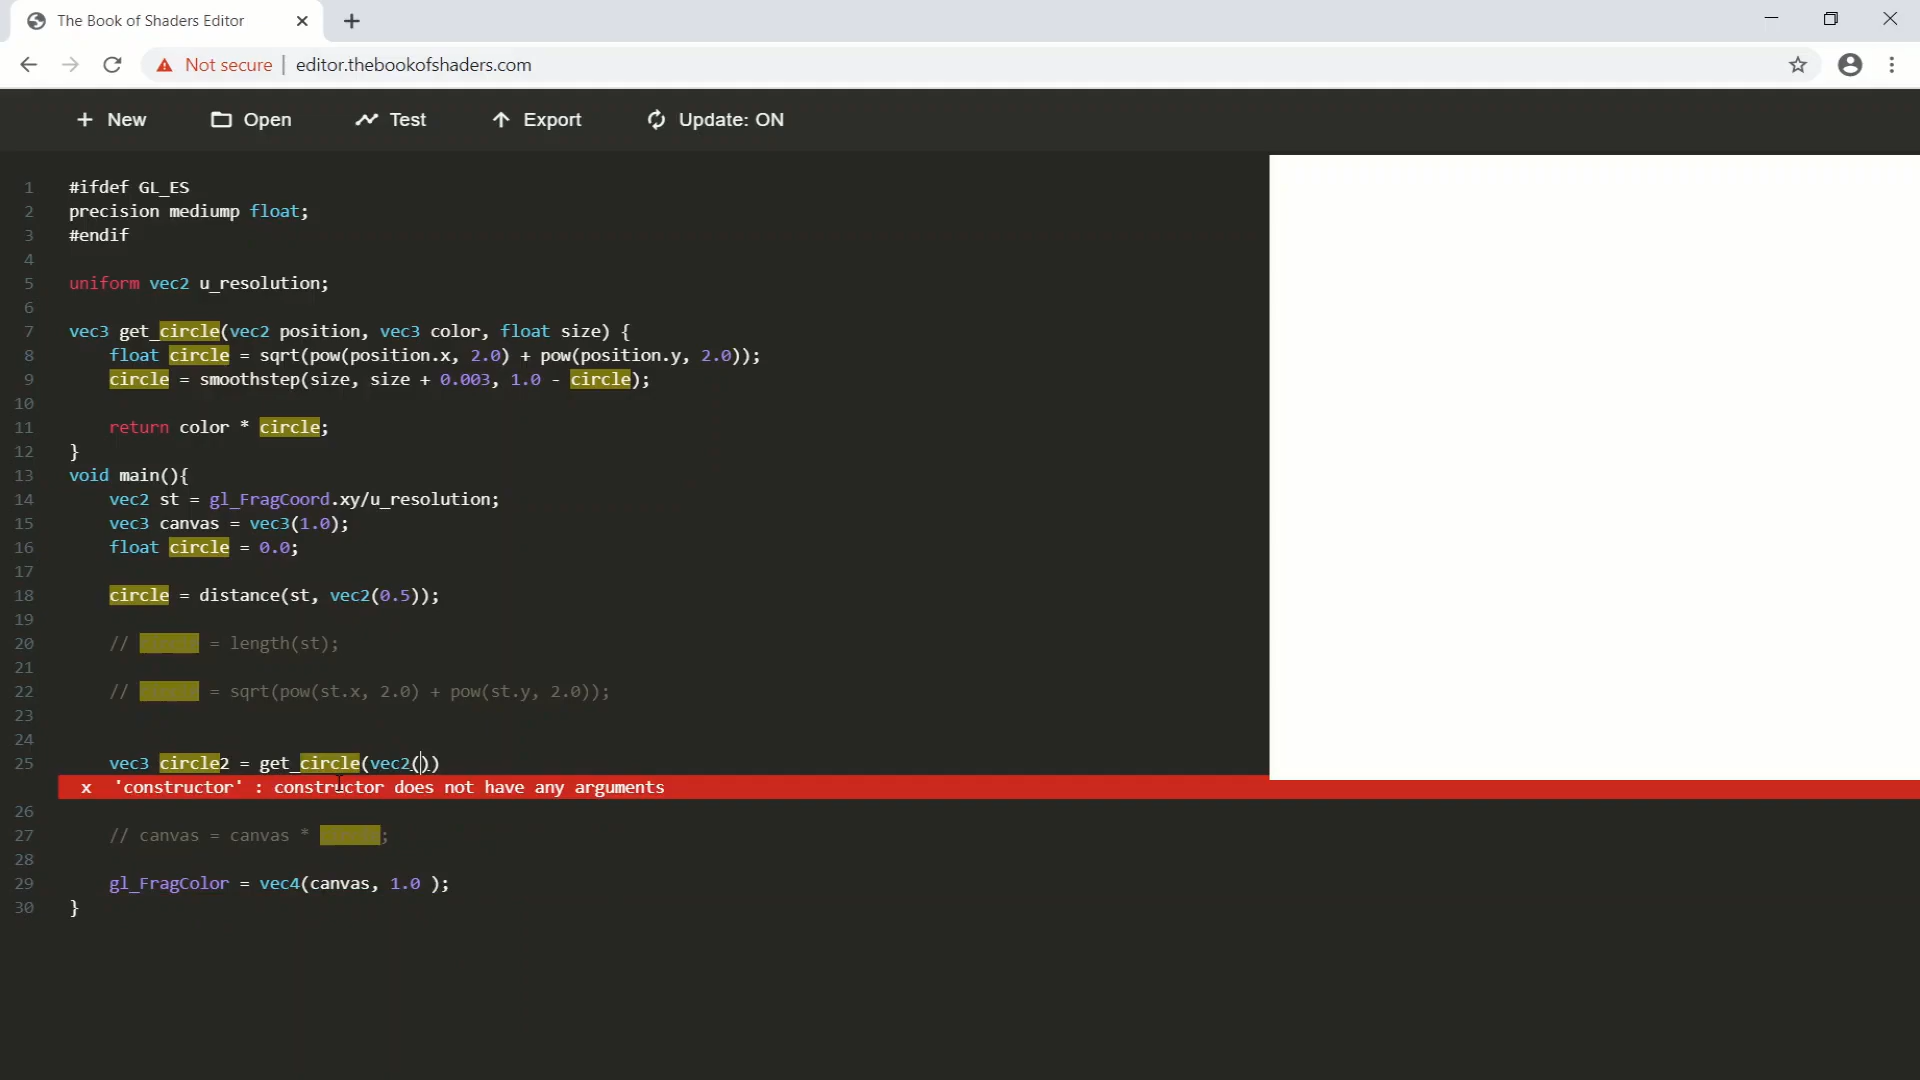 The Book of Shaders Editor
Not secure | editor.thebookofshaders.com
+ New Open Test Export Update: ON
1 #ifdef GL_ES
2 precision mediump float;
3 #endif
4
5 uniform vec2 u_resolution;
6
7 vec3 get_circle(vec2 position, vec3 color, float size) {
8 float circle = sqrt(pow(position.x, 2.0) + pow(position.y, 2.0));
9 circle = smoothstep(size, size + 0.003, 1.0 - circle);
10
11 return color * circle;
12 }
13 void main(){
14 vec2 st = gl_FragCoord.xy/u_resolution;
15 vec3 canvas = vec3(1.0);
16 float circle = 0.0;
17
18 circle = distance(st, vec2(0.5));
19
20 // = length(st);
21
22 // = sqrt(pow(st.x, 2.0) + pow(st.y, 2.0));
23
24
25 vec3 circle2 = get_circle(vec2())
x 'constructor' : constructor does not have any arguments
26
27 // canvas = canvas * ;
28
29 gl_FragColor = vec4(canvas, 1.0 );
30 }